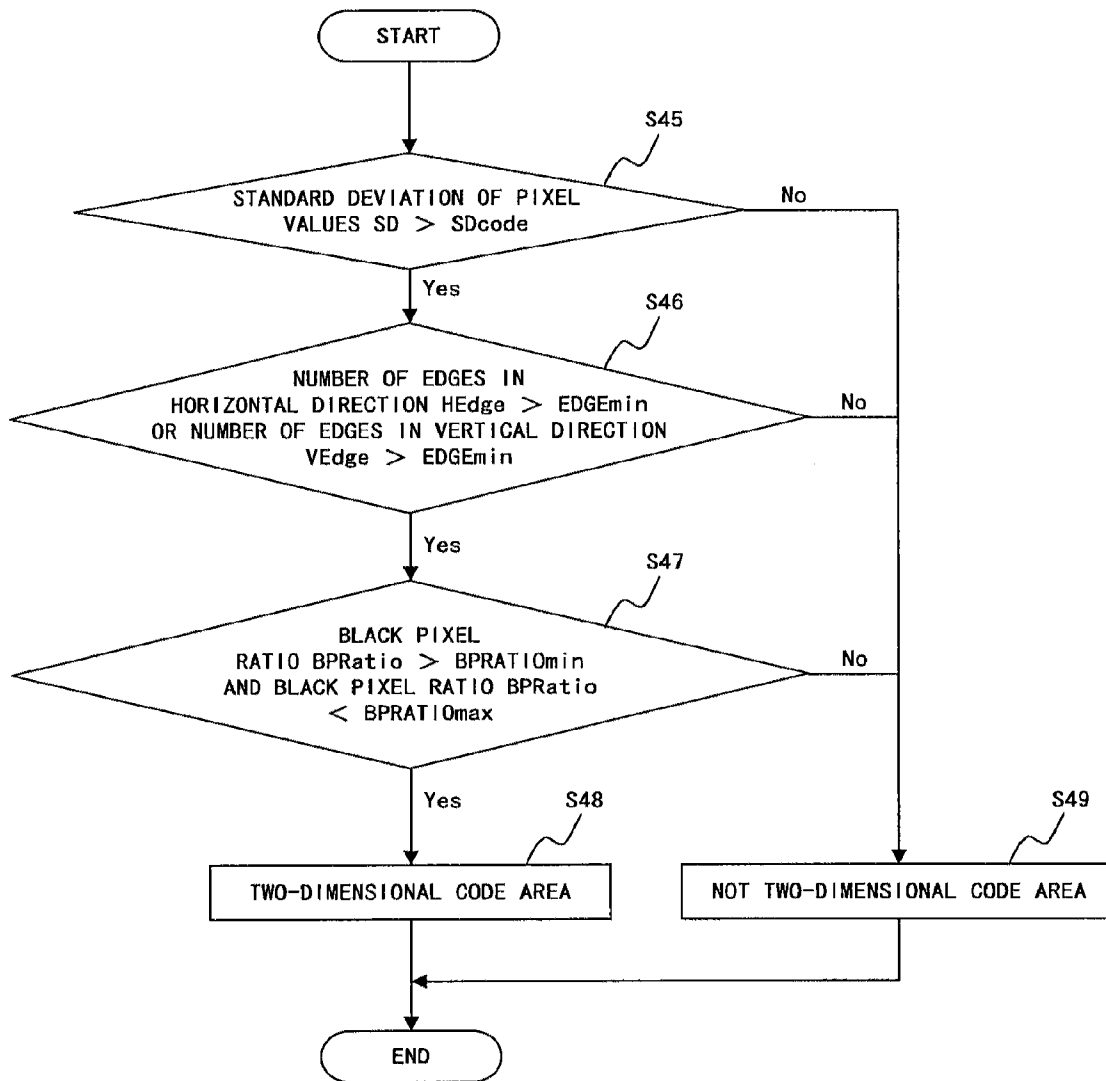 START
S45
STANDARD DEVIATION OF PIXEL
VALUES SD > SDcode
No
Yes
S46
NUMBER OF EDGES IN
HORIZONTAL DIRECTION HEdge > EDGEmin
OR NUMBER OF EDGES IN VERTICAL DIRECTION
VEdge > EDGEmin
No
Yes
S47
BLACK PIXEL
RATIO BPRatio > BPRATIOmin
AND BLACK PIXEL RATIO BPRatio
< BPRATIOmax
No
Yes
S48
S49
TWO-DIMENSIONAL CODE AREA
NOT TWO-DIMENSIONAL CODE AREA
END